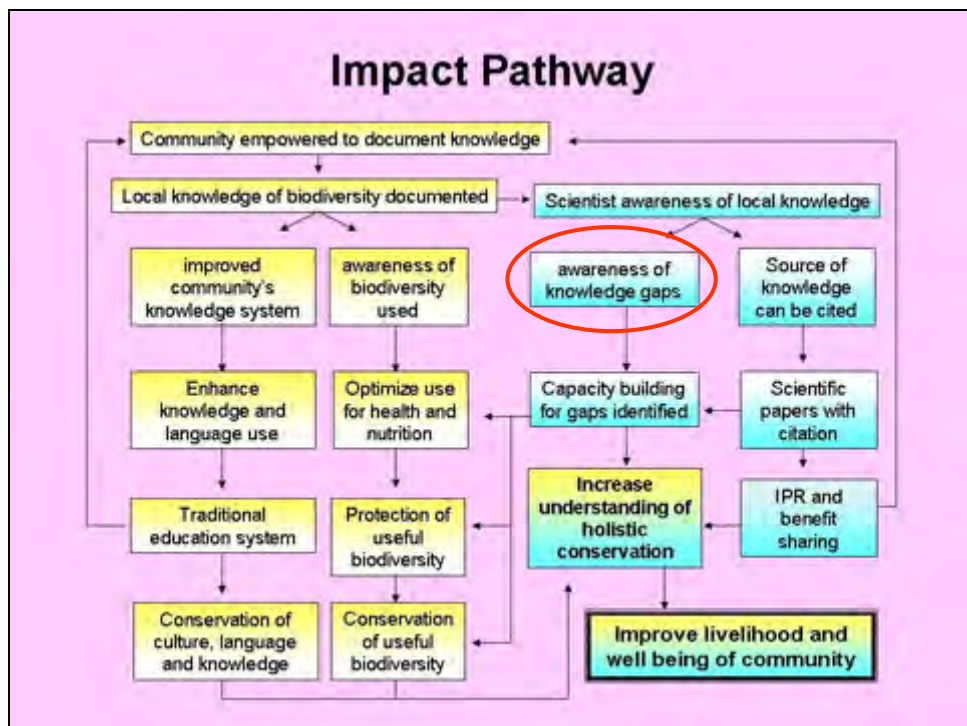 Impact Pathway
Community empowered to document knowledge
Local knowledge of biodiversity documented
Scientist awareness of local knowledge
improved
community's
knowledge system
awareness of
biodiversity
used
awareness of
knowledge gaps
Source of
knowledge
can be cited
Enhance
knowledge and
language use
Optimize use
for health and
nutrition
Capacity building
for gaps identified
Scientific
papers with
citation
Traditional
education system
Protection of
useful
biodiversity
Increase
understanding of
holistic
conservation
IPR and
benefit
sharing
Conservation of
culture, language
and knowledge
Conservation
of useful
biodiversity
Improve livelihood and
well being of community